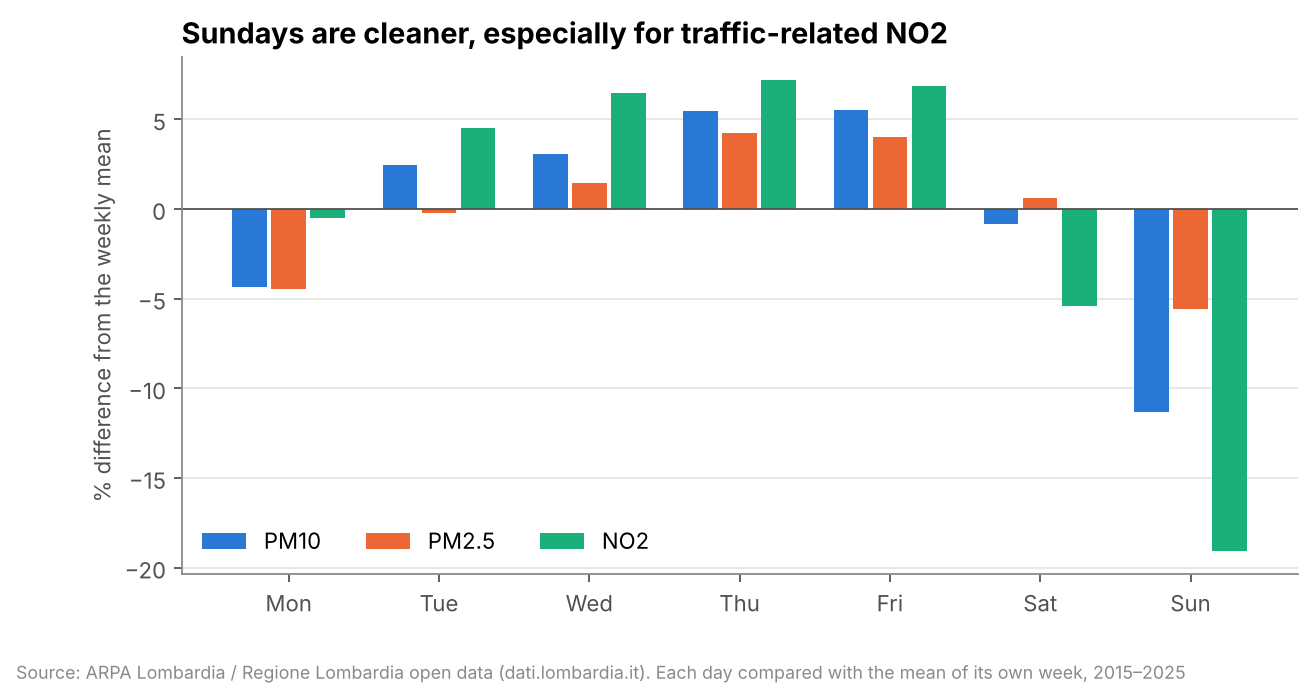 Sundays are cleaner, especially for traffic-related NO2
% difference from the weekly mean
5
0
−5
−10
−15
−20
PM10 PM2.5 NO2
Mon Tue Wed Thu Fri Sat Sun
Source: ARPA Lombardia / Regione Lombardia open data (dati.lombardia.it). Each day compared with the mean of its own week, 2015–2025